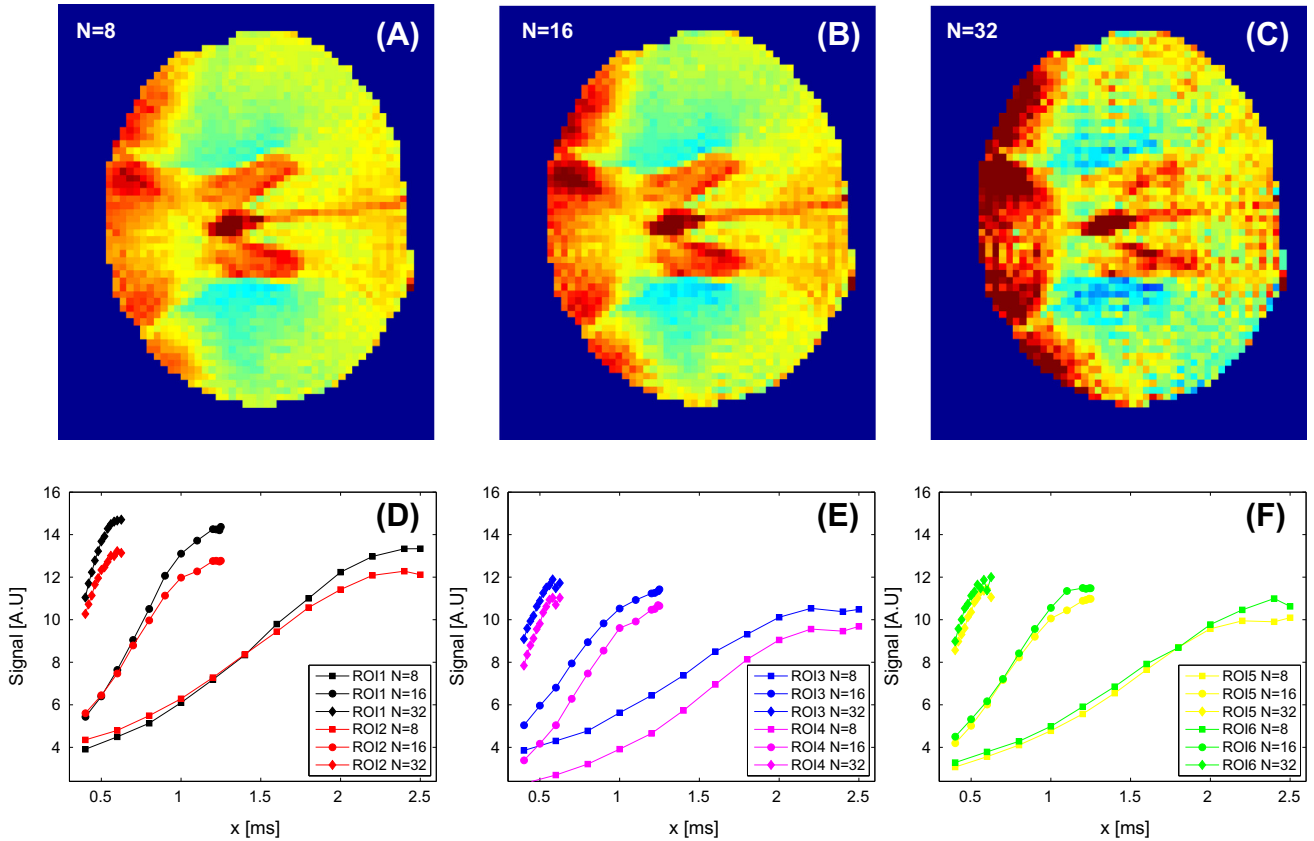 N=8
(A)
N=16
(B)
N=32
(C)
Signal [A.U]
16
14
12
10
8
6
4
(D)
ROI1 N=8
ROI1 N=16
ROI1 N=32
ROI2 N=8
ROI2 N=16
ROI2 N=32
0.5 1 1.5 2 2.5
x [ms]
Signal [A.U]
16
14
12
10
8
6
4
(E)
ROI3 N=8
ROI3 N=16
ROI3 N=32
ROI4 N=8
ROI4 N=16
ROI4 N=32
0.5 1 1.5 2 2.5
x [ms]
Signal [A.U]
16
14
12
10
8
6
4
(F)
ROI5 N=8
ROI5 N=16
ROI5 N=32
ROI6 N=8
ROI6 N=16
ROI6 N=32
0.5 1 1.5 2 2.5
x [ms]